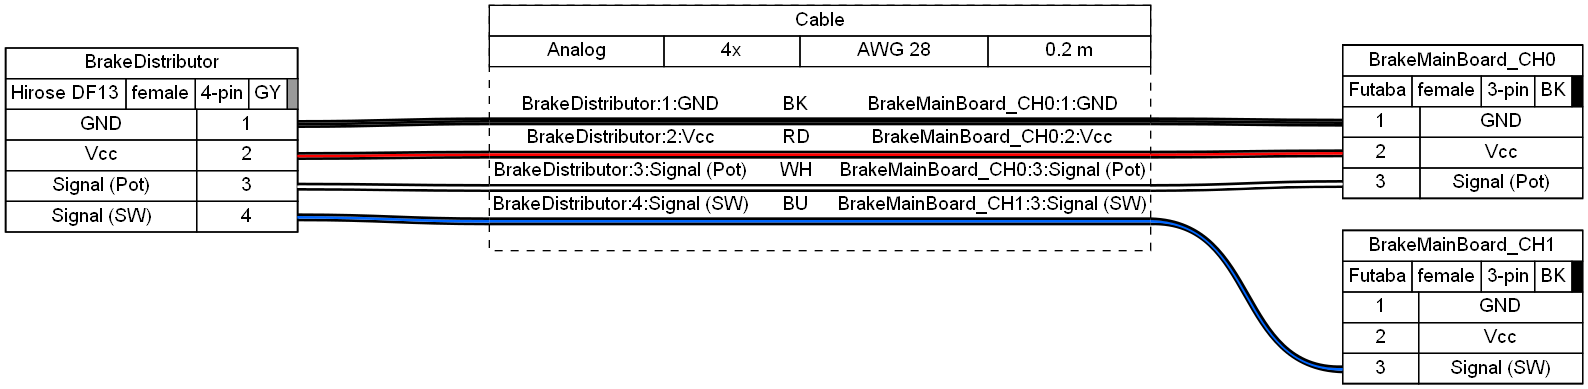 BrakeDistributor
Hirose DF13 female 4-pin GY
GND 1
Vcc 2
Signal (Pot) 3
Signal (SW) 4
Cable
Analog 4x AWG 28 0.2 m
BrakeDistributor:1:GND BK BrakeMainBoard_CH0:1:GND
BrakeDistributor:2:Vcc RD BrakeMainBoard_CH0:2:Vcc
BrakeDistributor:3:Signal (Pot) WH BrakeMainBoard_CH0:3:Signal (Pot)
BrakeDistributor:4:Signal (SW) BU BrakeMainBoard_CH1:3:Signal (SW)
BrakeMainBoard_CH0
Futaba female 3-pin BK
1 GND
2 Vcc
3 Signal (Pot)
BrakeMainBoard_CH1
Futaba female 3-pin BK
1 GND
2 Vcc
3 Signal (SW)